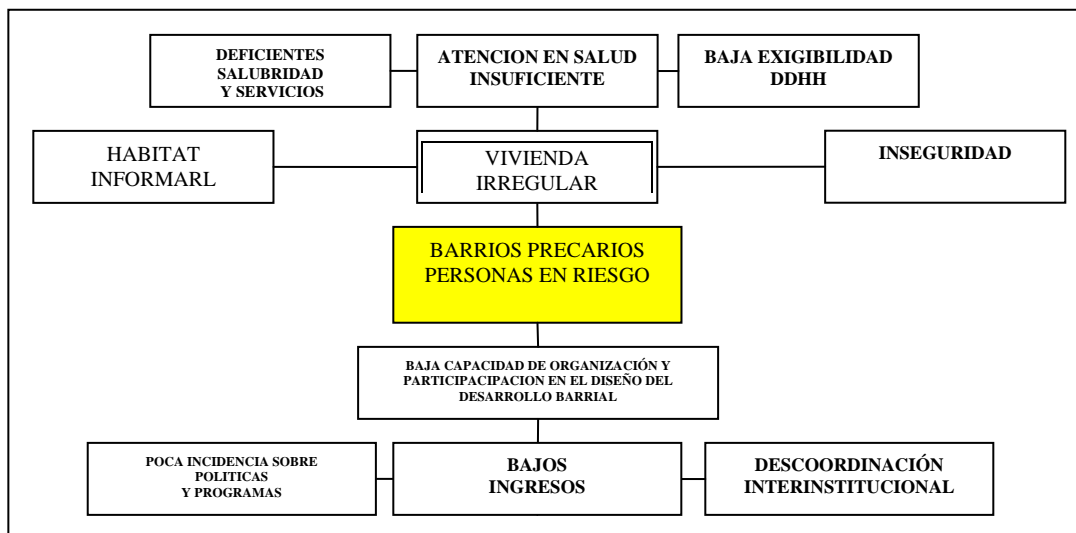 DEFICIENTES
SALUBRIDAD
Y SERVICIOS
ATENCION EN SALUD
INSUFICIENTE
BAJA EXIGIBILIDAD
DDHH
HABITAT
INFORMARL
VIVIENDA
IRREGULAR
INSEGURIDAD
BARRIOS PRECARIOS
PERSONAS EN RIESGO
BAJA CAPACIDAD DE ORGANIZACIÓN Y
PARTICIPACIPACION EN EL DISEÑO DEL
DESARROLLO BARRIAL
POCA INCIDENCIA SOBRE
POLITICAS
Y PROGRAMAS
BAJOS
INGRESOS
DESCOORDINACIÓN
INTERINSTITUCIONAL